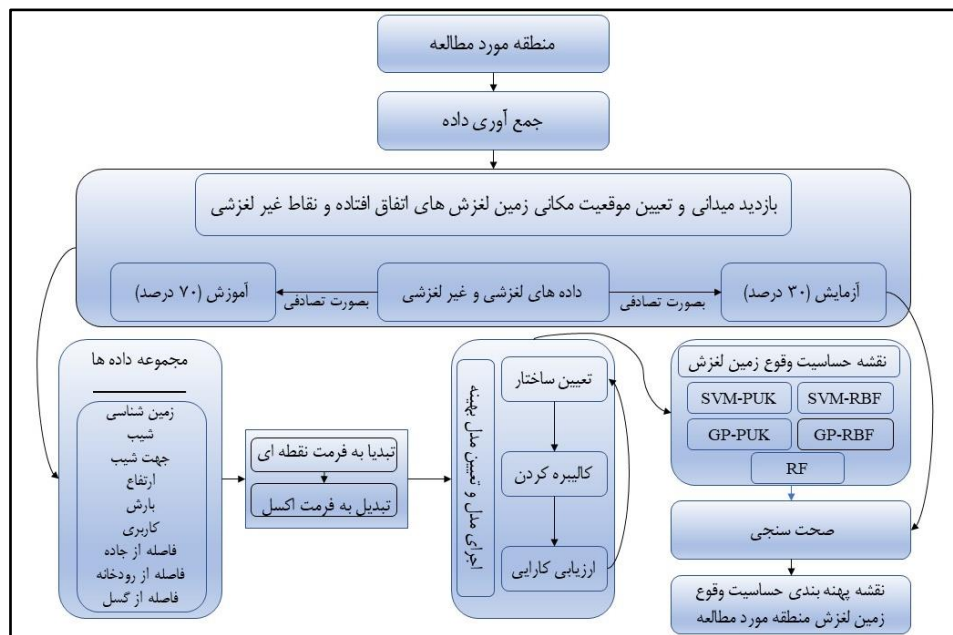 منطقه مورد مطالعه
جمع آوری داده
بازدید میدانی و تعیین موقعیت مکانی زمین لغزش های اتفاق افتاده و نقاط غیر لغزشی
آزمایش (۳۰ درصد)
بصورت تصادفی
داده های لغزشی و غیر لغزشی
بصورت تصادفی
آموزش (۷۰ درصد)
مجموعه داده ها
زمین شناسی
شیب
جهت شیب
ارتفاع
بارش
کاربری
فاصله از جاده
فاصله از رودخانه
فاصله از گسل
تبدیا به فرمت نقطه ای
تبدیل به فرمت اکسل
اجرای مدل و تعیین مدل بهینه
تعیین ساختار
کالیبره کردن
ارزیابی کارایی
نقشه حساسیت وقوع زمین لغزش
SVM-PUK
SVM-RBF
GP-PUK
GP-RBF
RF
صحت سنجی
نقشه پهنه بندی حساسیت وقوع
زمین لغزش منطقه مورد مطالعه